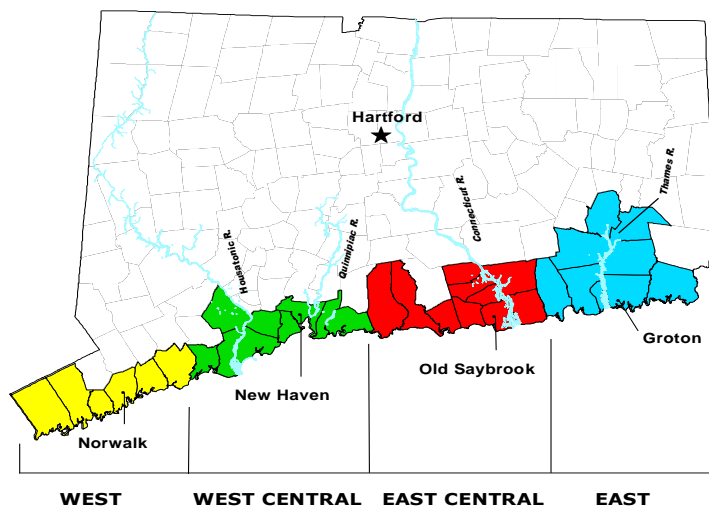 Hartford
Thames R.
Connecticut R.
Quinnipiac R.
Housatonic R.
Groton
Old Saybrook
New Haven
Norwalk
WEST
WEST CENTRAL
EAST CENTRAL
EAST